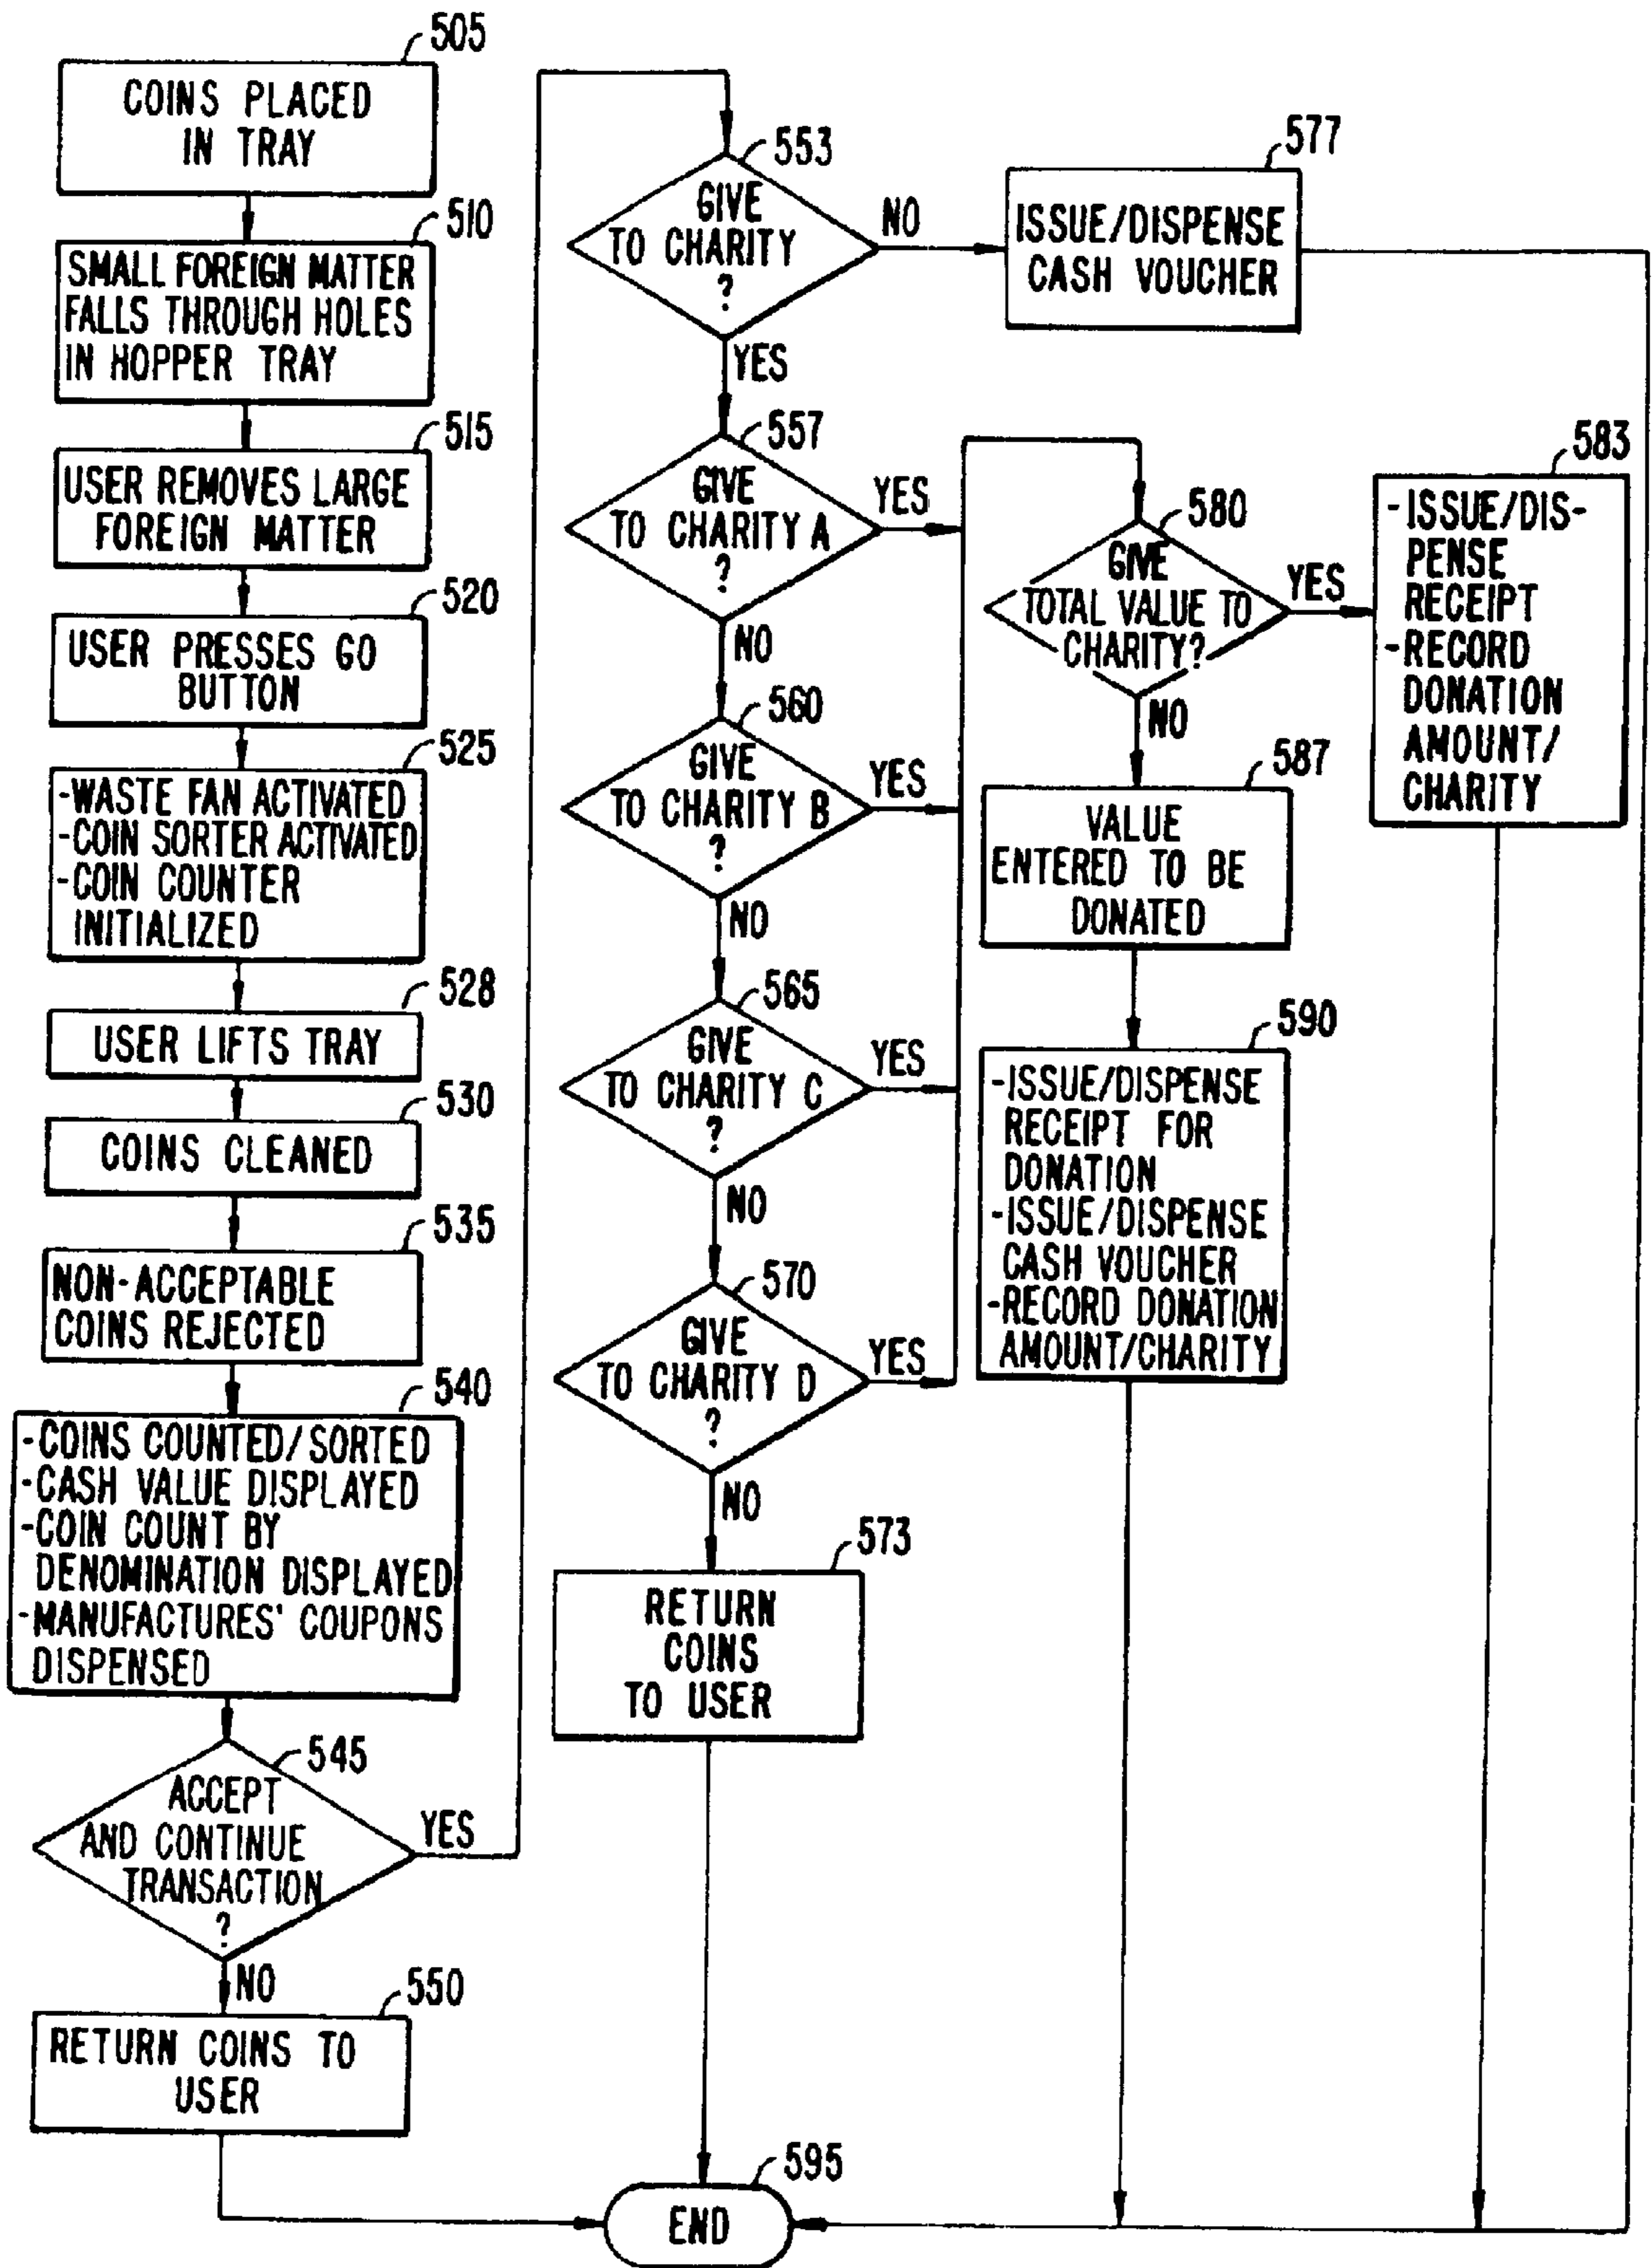 505
COINS PLACED
IN TRAY
510
SMALL FOREIGN MATTER
FALLS THROUGH HOLES
IN HOPPER TRAY
515
USER REMOVES LARGE
FOREIGN MATTER
520
USER PRESSES GO
BUTTON
525
-WASTE FAN ACTIVATED
-COIN SORTER ACTIVATED
-COIN COUNTER
INITIALIZED
528
USER LIFTS TRAY
530
COINS CLEANED
535
NON-ACCEPTABLE
COINS REJECTED
540
-COINS COUNTED/SORTED
-CASH VALUE DISPLAYED
-COIN COUNT BY
DENOMINATION DISPLAYED
-MANUFACTURES' COUPONS
DISPENSED
545
ACCEPT
AND CONTINUE
TRANSACTION
?
YES
NO
550
RETURN COINS TO
USER
553
GIVE
TO CHARITY
?
NO
YES
557
GIVE
TO CHARITY A
?
YES
NO
560
GIVE
TO CHARITY B
?
YES
NO
565
GIVE
TO CHARITY C
?
YES
NO
570
GIVE
TO CHARITY D
?
YES
NO
573
RETURN
COINS
TO USER
577
ISSUE/DISPENSE
CASH VOUCHER
580
GIVE
TOTAL VALUE TO
CHARITY?
YES
NO
583
-ISSUE/DIS-
PENSE
RECEIPT
-RECORD
DONATION
AMOUNT/
CHARITY
587
VALUE
ENTERED TO BE
DONATED
590
-ISSUE/DISPENSE
RECEIPT FOR
DONATION
-ISSUE/DISPENSE
CASH VOUCHER
-RECORD DONATION
AMOUNT/CHARITY
595
END